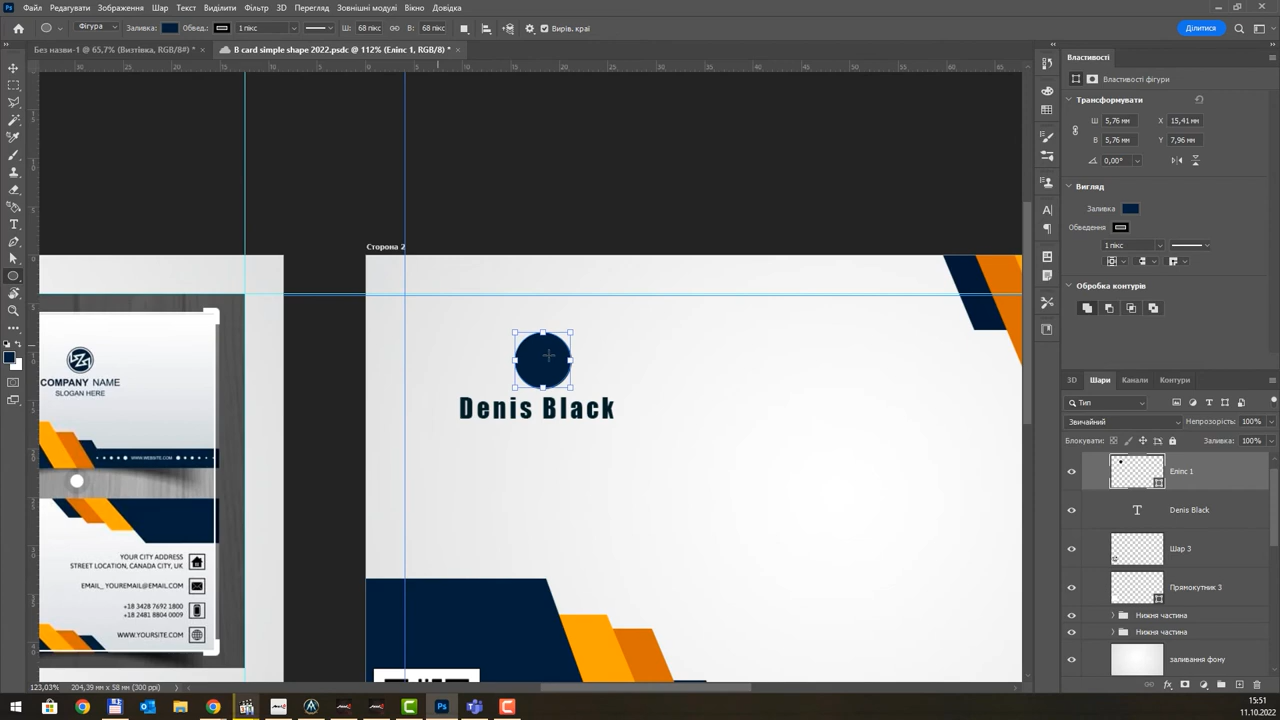 Файл Редагувати Зображення Шар Текст Виділити Фільтр 3D Перегляд Зовнішні модулі Вікно Довідка
Фігура Заливка: Обвед.: 1 пікс Ш: 68 пікс В: 68 пікс Вирів. краї Ділитися
Без назви-1 @ 65,7% (Визтівка, RGB/8#) * × B card simple shape 2022.psdc @ 112% (Еліпс 1, RGB/8) * ×
Властивості
Властивості фігури
Трансформувати
Ш 5,76 мм X 15,41 мм
В 5,76 мм Y 7,96 мм
0,00°
Вигляд
Заливка
Обведення
1 пікс
Обробка контурів
Сторона 2
Denis Black
COMPANY NAME
SLOGAN HERE
WWW.WEBSITE.COM
YOUR CITY ADDRESS
STREET LOCATION, CANADA CITY, UK
EMAIL_YOUREMAIL@EMAIL.COM
+18 3428 7692 1800
+18 2481 8804 0009
WWW.YOURSITE.COM
3D Шари Канали Контури
Тип
Звичайний Непрозорість: 100%
Блокувати: Заливка: 100%
Еліпс 1
Denis Black
Шар 3
Прямокутник 3
Нижня частина
Нижня частина
заливання фону
123,03% 204,39 мм x 58 мм (300 ppi)
15:51
11.10.2022